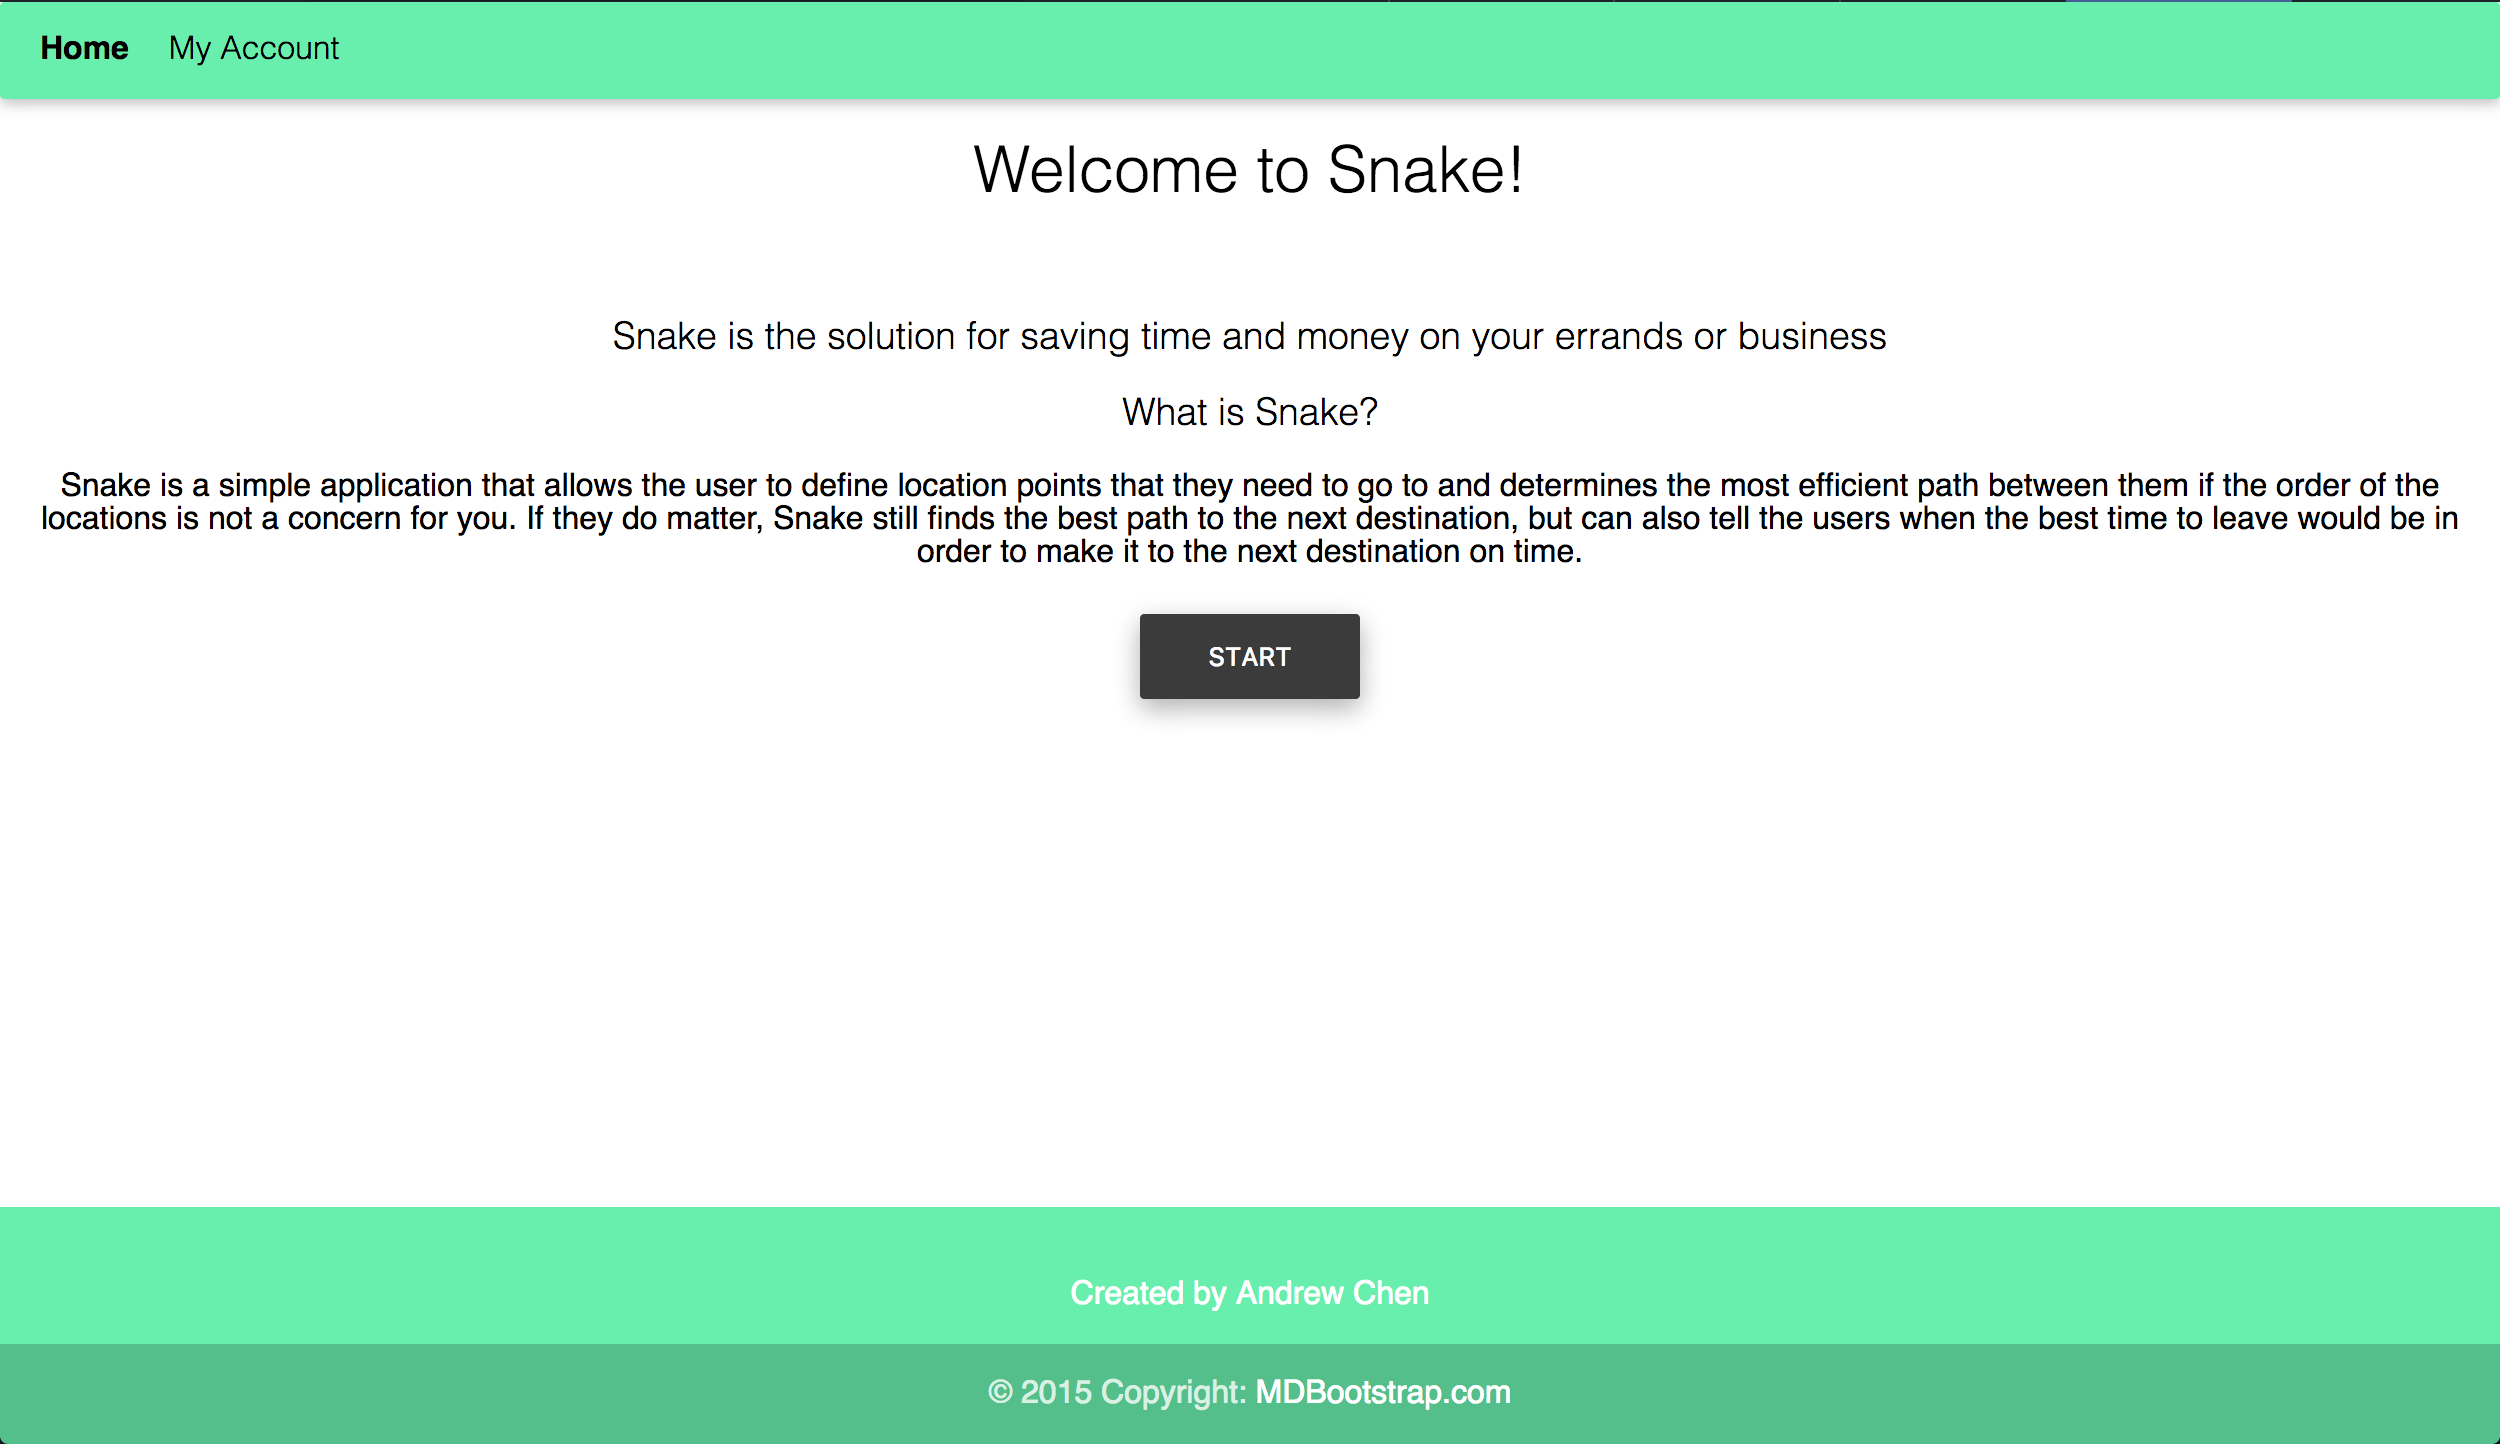 Home My Account
Welcome to Snake!
Snake is the solution for saving time and money on your errands or business
What is Snake?
Snake is a simple application that allows the user to define location points that they need to go to and determines the most efficient path between them if the order of the
locations is not a concern for you. If they do matter, Snake still finds the best path to the next destination, but can also tell the users when the best time to leave would be in
order to make it to the next destination on time.
START
Created by Andrew Chen
© 2015 Copyright: MDBootstrap.com